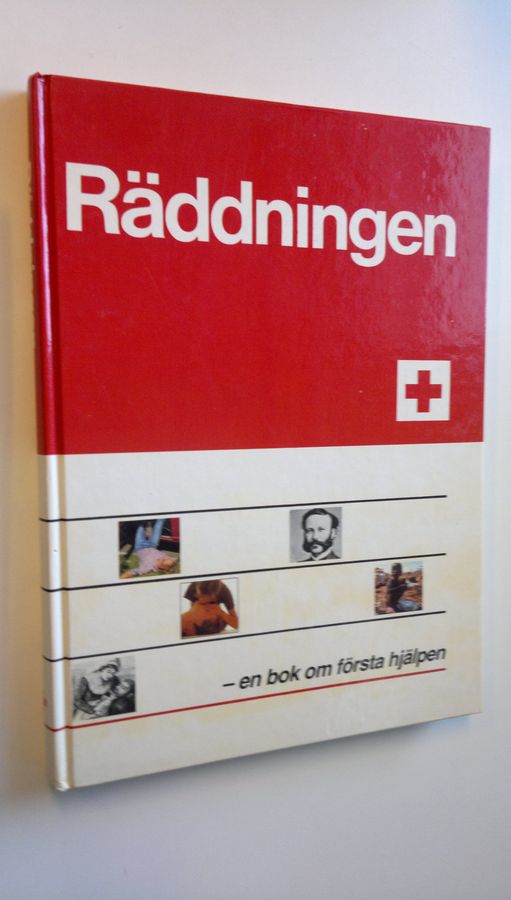 Räddningen
– en bok om första hjälpen